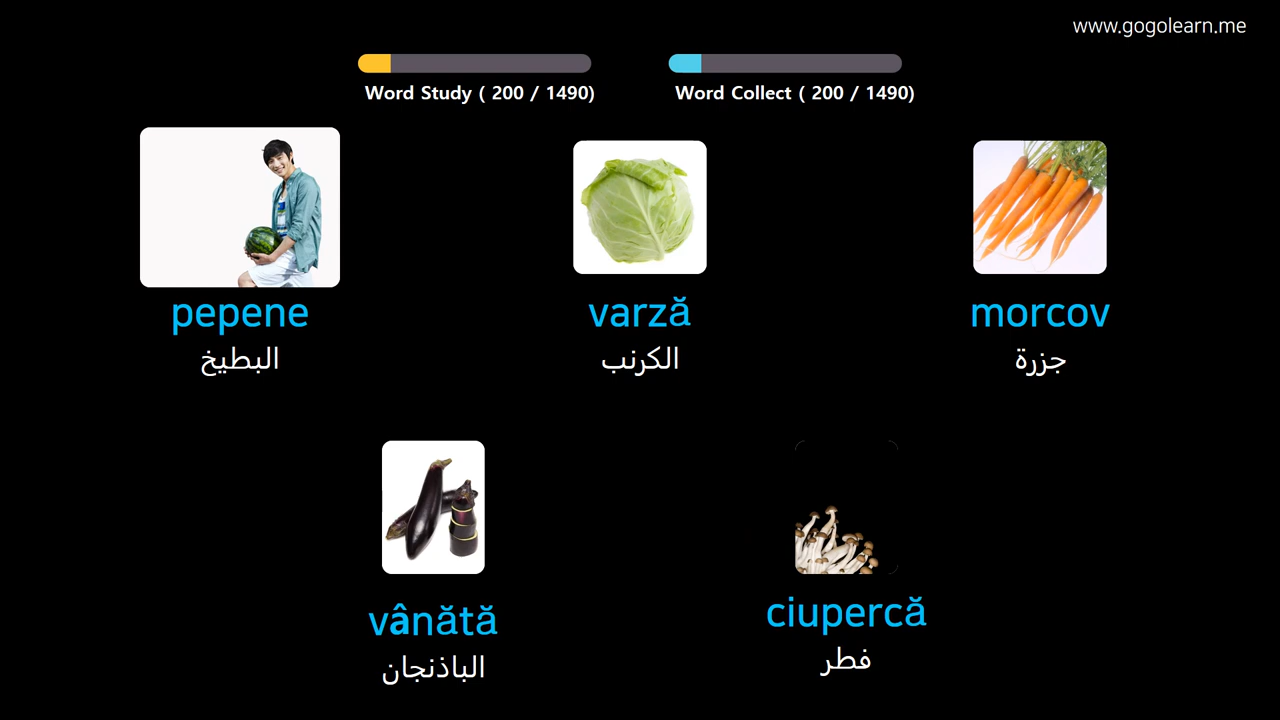 www.gogolearn.me
Word Study ( 200 / 1490)
Word Collect ( 200 / 1490)
pepene
البطيخ
varză
الكرنب
morcov
جزرة
vânătă
الباذنجان
ciupercă
فطر